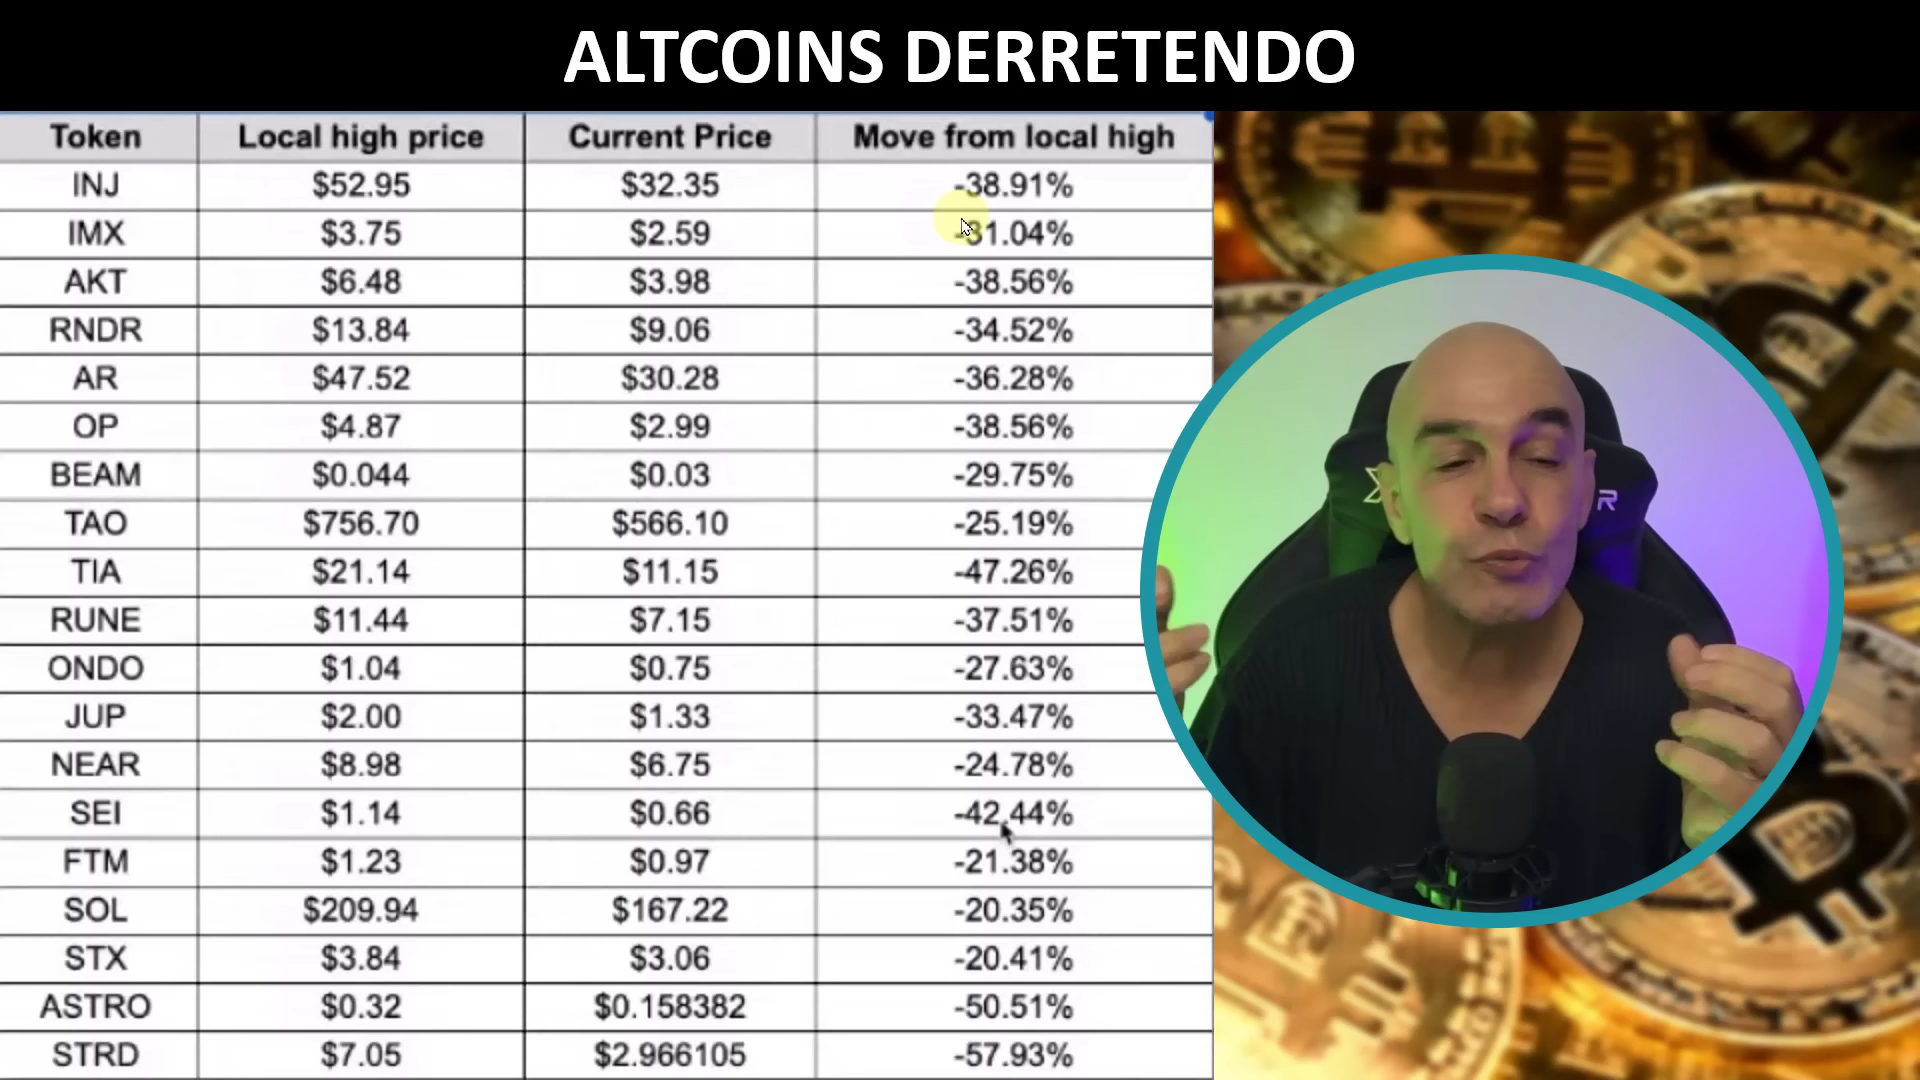 ALTCOINS DERRETENDO
Token Local high price Current Price Move from local high
INJ $52.95 $32.35 -38.91%
IMX $3.75 $2.59 -31.04%
AKT $6.48 $3.98 -38.56%
RNDR $13.84 $9.06 -34.52%
AR $47.52 $30.28 -36.28%
OP $4.87 $2.99 -38.56%
BEAM $0.044 $0.03 -29.75%
TAO $756.70 $566.10 -25.19%
TIA $21.14 $11.15 -47.26%
RUNE $11.44 $7.15 -37.51%
ONDO $1.04 $0.75 -27.63%
JUP $2.00 $1.33 -33.47%
NEAR $8.98 $6.75 -24.78%
SEI $1.14 $0.66 -42.44%
FTM $1.23 $0.97 -21.38%
SOL $209.94 $167.22 -20.35%
STX $3.84 $3.06 -20.41%
ASTRO $0.32 $0.158382 -50.51%
STRD $7.05 $2.966105 -57.93%
R